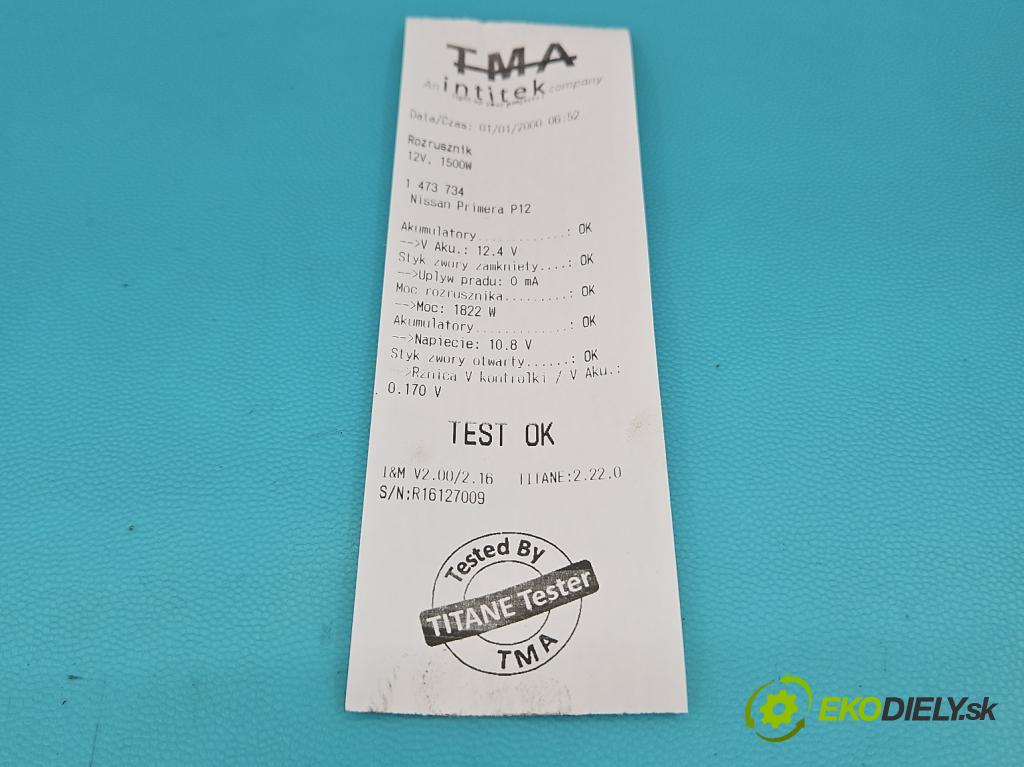 TMA
An intitek company
Data/Czas: 01/01/2000 06:52
Rozrusznik
12V, 1500W
1 473 734
Nissan Primera P12
Akumulatory............: OK
-->V Aku.: 12.4 V
Styk zwory zamkniety....: OK
-->Uplyw pradu: 0 mA
Moc rozrusznika.........: OK
-->Moc: 1822 W
Akumulatory.............: OK
-->Napiecie: 10.8 V
Styk zwory otwarty......: OK
-->Rznica V kontrolki / V Aku.:
0.170 V
TEST OK
I&M V2.00/2.16 TITANE:2.22.0
S/N:R16127009
Tested By
TITANE Tester
TMA
EKODIELY.sk